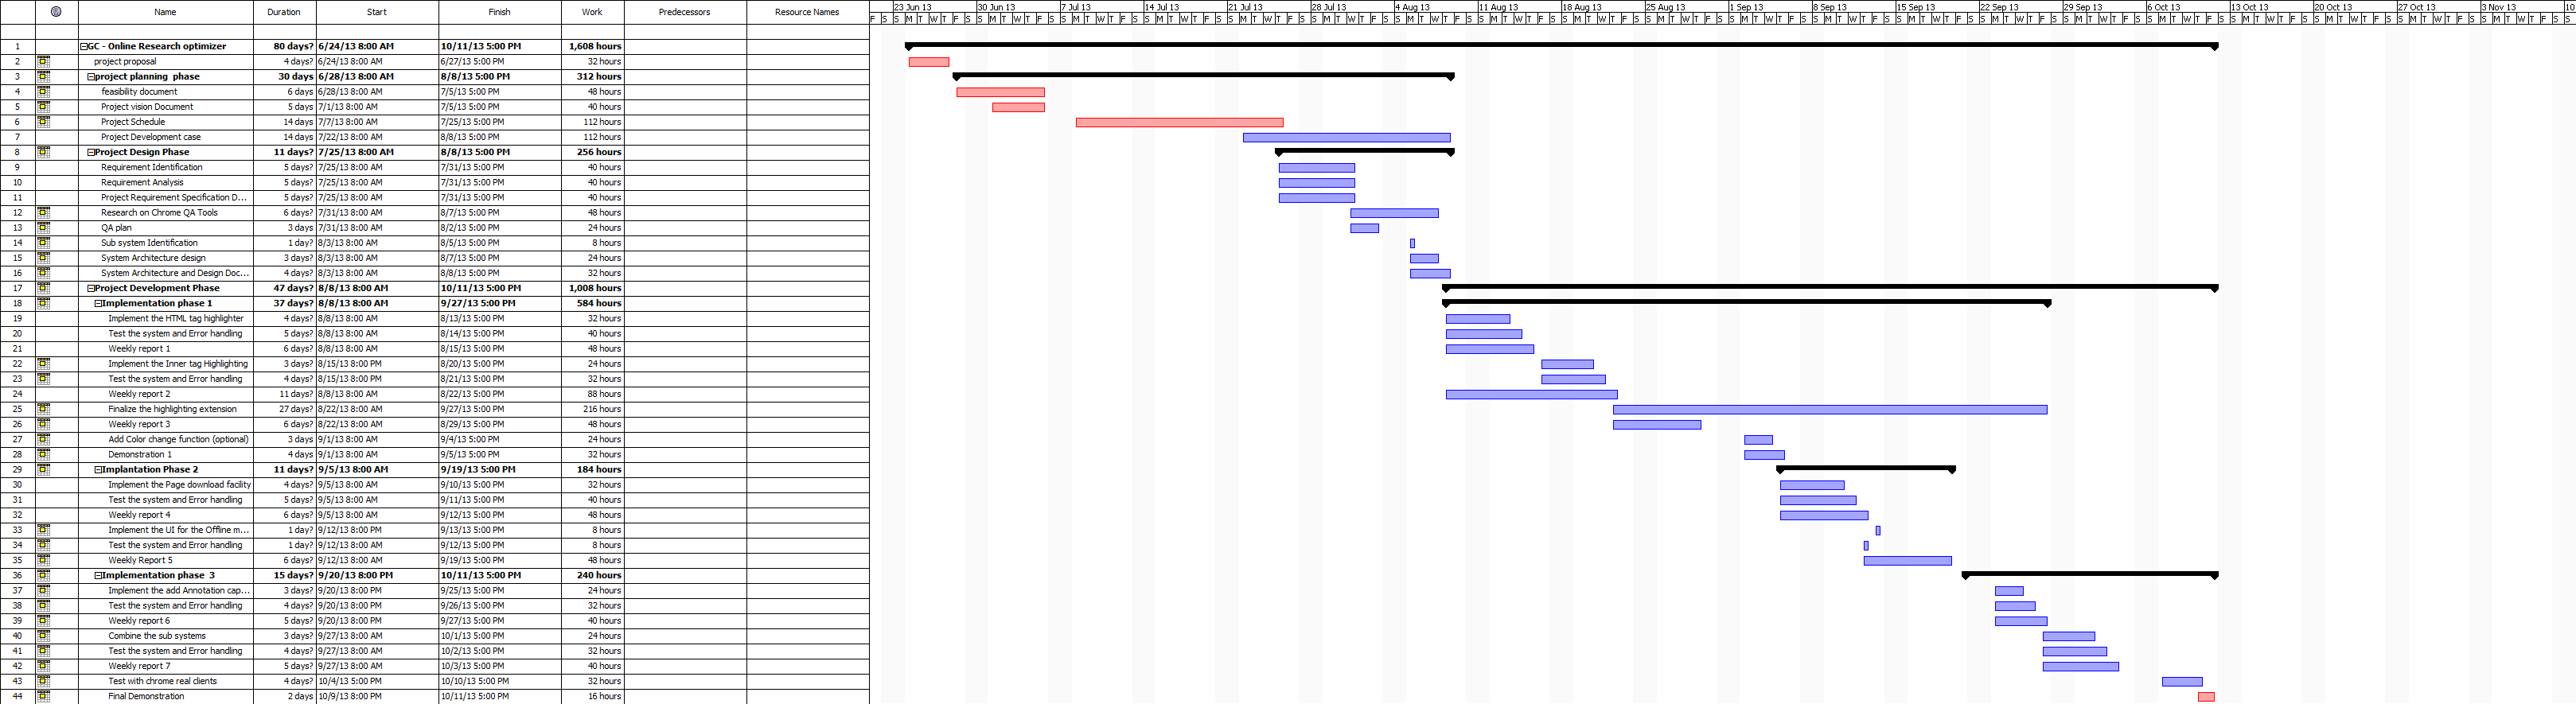 Name Duration Start Finish Work Predecessors Resource Names
23 Jun 13 30 Jun 13 7 Jul 13 14 Jul 13 21 Jul 13 28 Jul 13 4 Aug 13 11 Aug 13 18 Aug 13 25 Aug 13 1 Sep 13 8 Sep 13 15 Sep 13 22 Sep 13 29 Sep 13 6 Oct 13 13 Oct 13 20 Oct 13 27 Oct 13 3 Nov 13 10
F S S M T W T F S S M T W T F S S M T W T F S S M T W T F S S M T W T F S S M T W T F S S M T W T F S S M T W T F S S M T W T F S S M T W T F S S M T W T F S S M T W T F S S M T W T F S S M T W T F S S M T W T F S S M T W T F S S M T W T F S S M T W T F S S M T W T F S S M T W T F S S
1 GC - Online Research optimizer 80 days? 6/24/13 8:00 AM 10/11/13 5:00 PM 1,608 hours
2 project proposal 4 days? 6/24/13 8:00 AM 6/27/13 5:00 PM 32 hours
3 project planning phase 30 days 6/28/13 8:00 AM 8/8/13 5:00 PM 312 hours
4 feasibility document 6 days 6/28/13 8:00 AM 7/5/13 5:00 PM 48 hours
5 Project vision Document 5 days 7/1/13 8:00 AM 7/5/13 5:00 PM 40 hours
6 Project Schedule 14 days 7/7/13 8:00 AM 7/25/13 5:00 PM 112 hours
7 Project Development case 14 days 7/22/13 8:00 AM 8/8/13 5:00 PM 112 hours
8 Project Design Phase 11 days? 7/25/13 8:00 AM 8/8/13 5:00 PM 256 hours
9 Requirement Identification 5 days? 7/25/13 8:00 AM 7/31/13 5:00 PM 40 hours
10 Requirement Analysis 5 days? 7/25/13 8:00 AM 7/31/13 5:00 PM 40 hours
11 Project Requirement Specification D... 5 days? 7/25/13 8:00 AM 7/31/13 5:00 PM 40 hours
12 Research on Chrome QA Tools 6 days? 7/31/13 8:00 AM 8/7/13 5:00 PM 48 hours
13 QA plan 3 days 7/31/13 8:00 AM 8/2/13 5:00 PM 24 hours
14 Sub system Identification 1 day? 8/3/13 8:00 AM 8/5/13 5:00 PM 8 hours
15 System Architecture design 3 days? 8/3/13 8:00 AM 8/7/13 5:00 PM 24 hours
16 System Architecture and Design Doc... 4 days? 8/3/13 8:00 AM 8/8/13 5:00 PM 32 hours
17 Project Development Phase 47 days? 8/8/13 8:00 AM 10/11/13 5:00 PM 1,008 hours
18 Implementation phase 1 37 days? 8/8/13 8:00 AM 9/27/13 5:00 PM 584 hours
19 Implement the HTML tag highlighter 4 days? 8/8/13 8:00 AM 8/13/13 5:00 PM 32 hours
20 Test the system and Error handling 5 days? 8/8/13 8:00 AM 8/14/13 5:00 PM 40 hours
21 Weekly report 1 6 days? 8/8/13 8:00 AM 8/15/13 5:00 PM 48 hours
22 Implement the Inner tag Highlighting 3 days? 8/15/13 8:00 PM 8/20/13 5:00 PM 24 hours
23 Test the system and Error handling 4 days? 8/15/13 8:00 PM 8/21/13 5:00 PM 32 hours
24 Weekly report 2 11 days? 8/8/13 8:00 AM 8/22/13 5:00 PM 88 hours
25 Finalize the highlighting extension 27 days? 8/22/13 8:00 AM 9/27/13 5:00 PM 216 hours
26 Weekly report 3 6 days? 8/22/13 8:00 AM 8/29/13 5:00 PM 48 hours
27 Add Color change function (optional) 3 days 9/1/13 8:00 AM 9/4/13 5:00 PM 24 hours
28 Demonstration 1 4 days 9/1/13 8:00 AM 9/5/13 5:00 PM 32 hours
29 Implantation Phase 2 11 days? 9/5/13 8:00 AM 9/19/13 5:00 PM 184 hours
30 Implement the Page download facility 4 days? 9/5/13 8:00 AM 9/10/13 5:00 PM 32 hours
31 Test the system and Error handling 5 days? 9/5/13 8:00 AM 9/11/13 5:00 PM 40 hours
32 Weekly report 4 6 days? 9/5/13 8:00 AM 9/12/13 5:00 PM 48 hours
33 Implement the UI for the Offline m... 1 day? 9/12/13 8:00 PM 9/13/13 5:00 PM 8 hours
34 Test the system and Error handling 1 day? 9/12/13 8:00 AM 9/12/13 5:00 PM 8 hours
35 Weekly Report 5 6 days? 9/12/13 8:00 AM 9/19/13 5:00 PM 48 hours
36 Implementation phase 3 15 days? 9/20/13 8:00 PM 10/11/13 5:00 PM 240 hours
37 Implement the add Annotation cap... 3 days? 9/20/13 8:00 PM 9/25/13 5:00 PM 24 hours
38 Test the system and Error handling 4 days? 9/20/13 8:00 PM 9/26/13 5:00 PM 32 hours
39 Weekly report 6 5 days? 9/20/13 8:00 PM 9/27/13 5:00 PM 40 hours
40 Combine the sub systems 3 days? 9/27/13 8:00 AM 10/1/13 5:00 PM 24 hours
41 Test the system and Error handling 4 days? 9/27/13 8:00 AM 10/2/13 5:00 PM 32 hours
42 Weekly report 7 5 days? 9/27/13 8:00 AM 10/3/13 5:00 PM 40 hours
43 Test with chrome real clients 4 days? 10/4/13 5:00 PM 10/10/13 5:00 PM 32 hours
44 Final Demonstration 2 days 10/9/13 8:00 PM 10/11/13 5:00 PM 16 hours